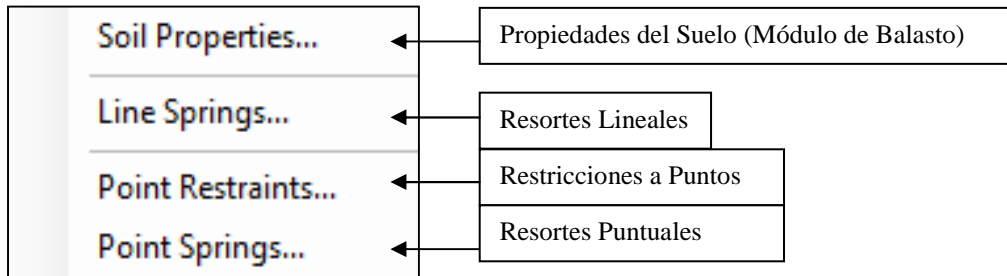 Soil Properties...
Propiedades del Suelo (Módulo de Balasto)
Line Springs...
Resortes Lineales
Point Restraints...
Restricciones a Puntos
Point Springs...
Resortes Puntuales